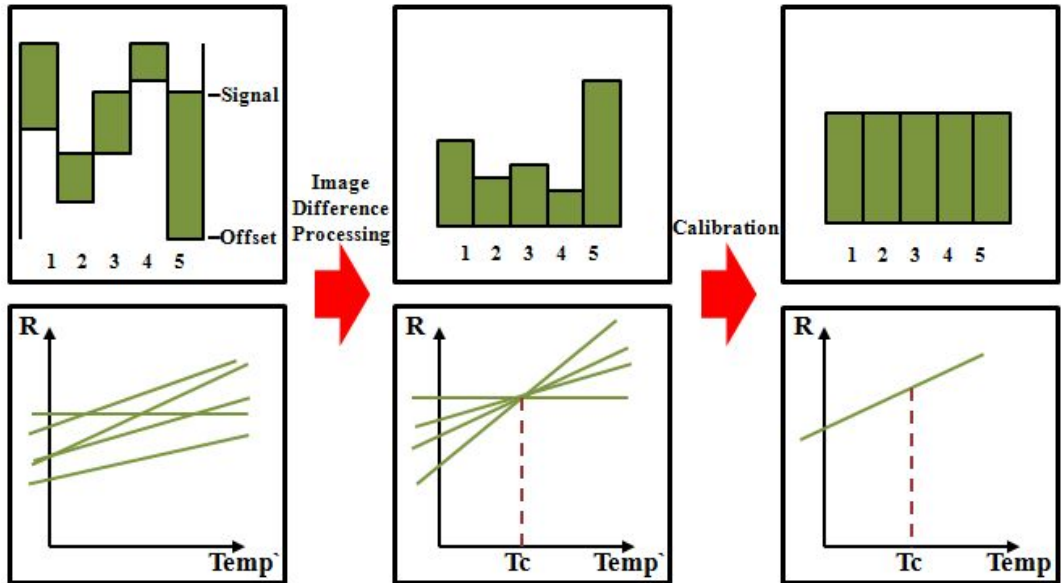 Signal
Offset
1 2 3 4 5
Image
Difference
Processing
1 2 3 4 5
Calibration
1 2 3 4 5
R
Temp`
R
Tc
Temp`
R
Tc
Temp`